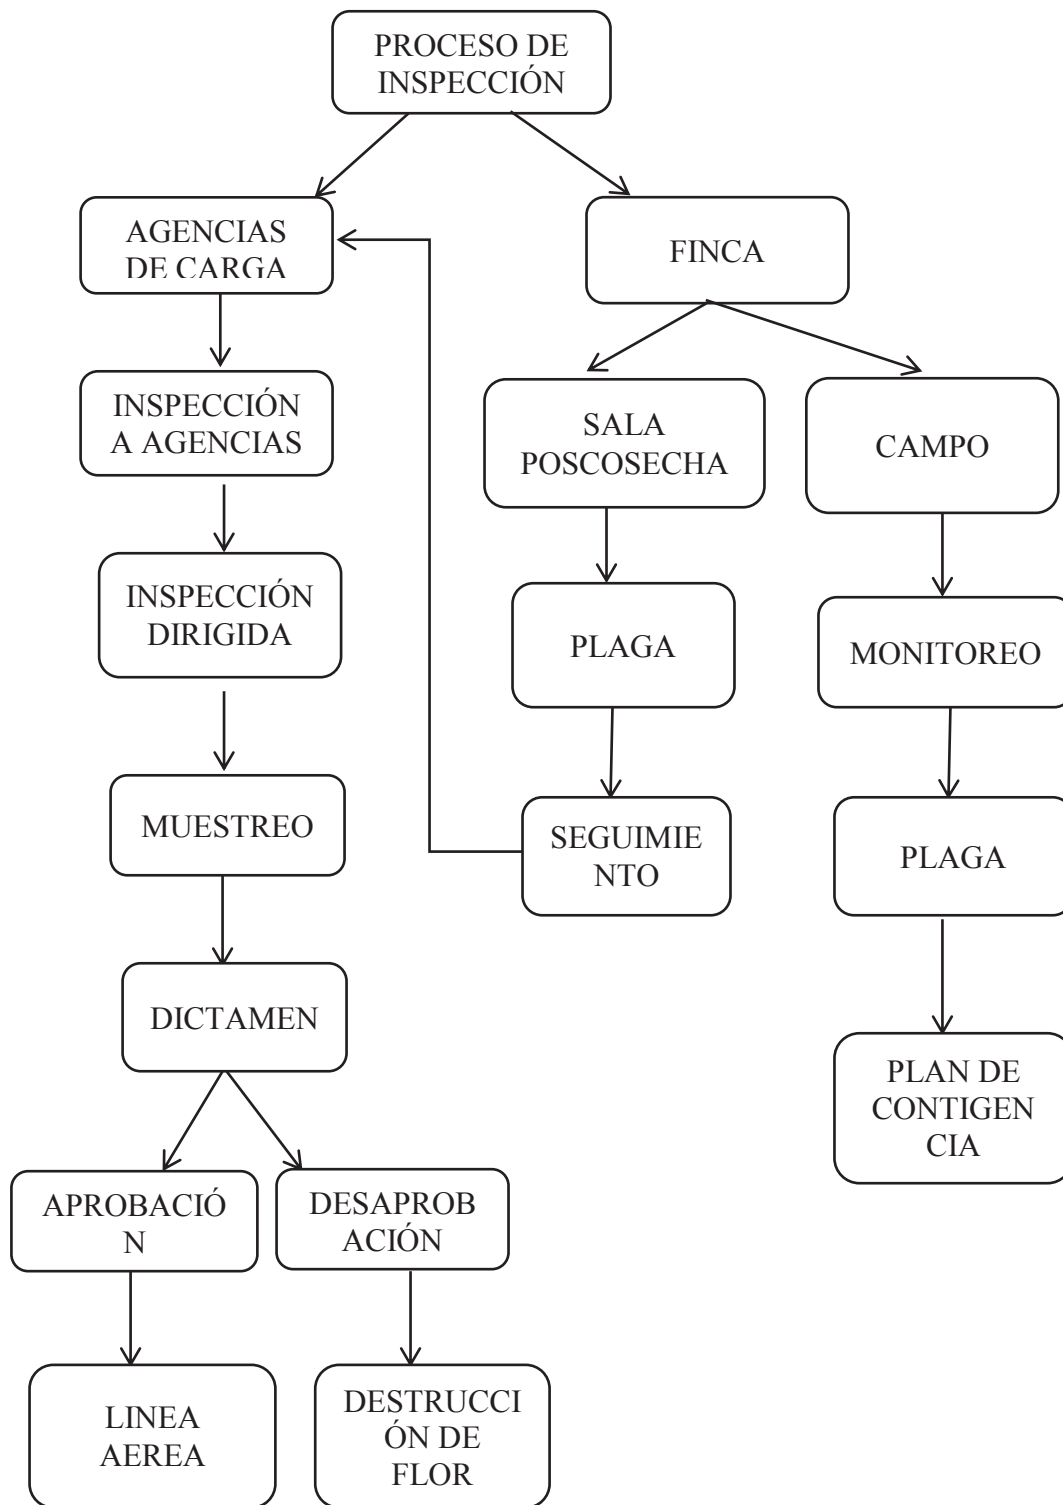 PROCESO DE
INSPECCIÓN
AGENCIAS
DE CARGA
FINCA
INSPECCIÓN
A AGENCIAS
SALA
POSCOSECHA
CAMPO
INSPECCIÓN
DIRIGIDA
PLAGA
MONITOREO
MUESTREO
SEGUIMIE
NTO
PLAGA
DICTAMEN
PLAN DE
CONTIGEN
CIA
APROBACIÓ
N
DESAPROB
ACIÓN
LINEA
AEREA
DESTRUCCI
ÓN DE
FLOR